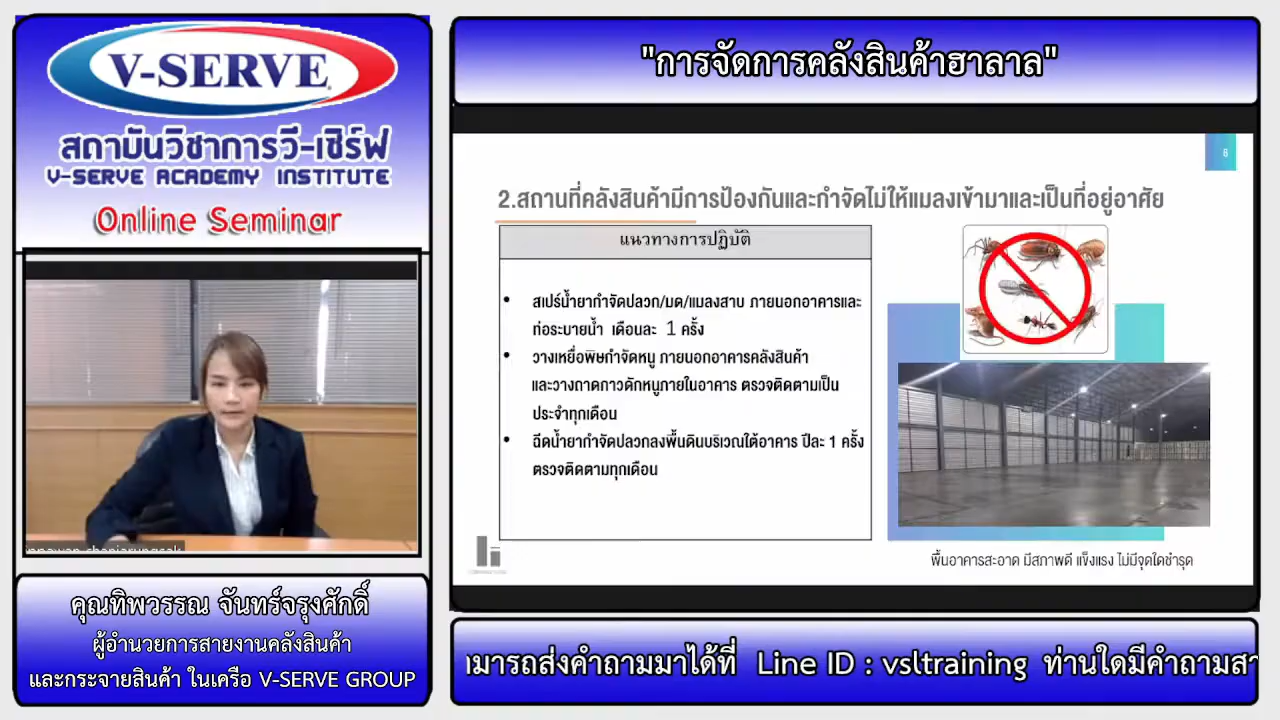 V-SERVE
สถาบันวิชาการวี-เซิร์ฟ
V-SERVE ACADEMY INSTITUTE
Online Seminar
คุณทิพวรรณ จันทร์จรุงศักดิ์
ผู้อำนวยการสายงานคลังสินค้า
และกระจายสินค้า ในเครือ V-SERVE GROUP
"การจัดการคลังสินค้าฮาลาล"
6
2.สถานที่คลังสินค้ามีการป้องกันและกำจัดไม่ให้แมลงเข้ามาและเป็นที่อยู่อาศัย
แนวทางการปฏิบัติ
• สเปร์น้ำยากำจัดปลวก/มด/แมลงสาบ ภายนอกอาคารและ
ท่อระบายน้ำ เดือนละ 1 ครั้ง
• วางเหยื่อพิษกำจัดหนู ภายนอกอาคารคลังสินค้า
และวางถาดกาวดักหนูภายในอาคาร ตรวจติดตามเป็น
ประจำทุกเดือน
• ฉีดน้ำยากำจัดปลวกลงพื้นดินบริเวณใต้อาคาร ปีละ 1 ครั้ง
ตรวจติดตามทุกเดือน
พื้นอาคารสะอาด มีสภาพดี แข็งแรง ไม่มีจุดใดชำรุด
ามารถส่งคำถามมาได้ที่ Line ID : vsltraining ท่านใดมีคำถามสา